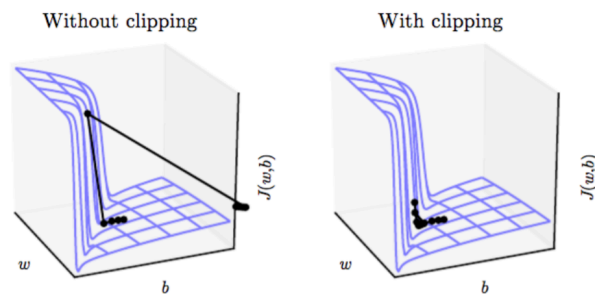 Without clipping
With clipping
J(w,b)
J(w,b)
w
b
w
b